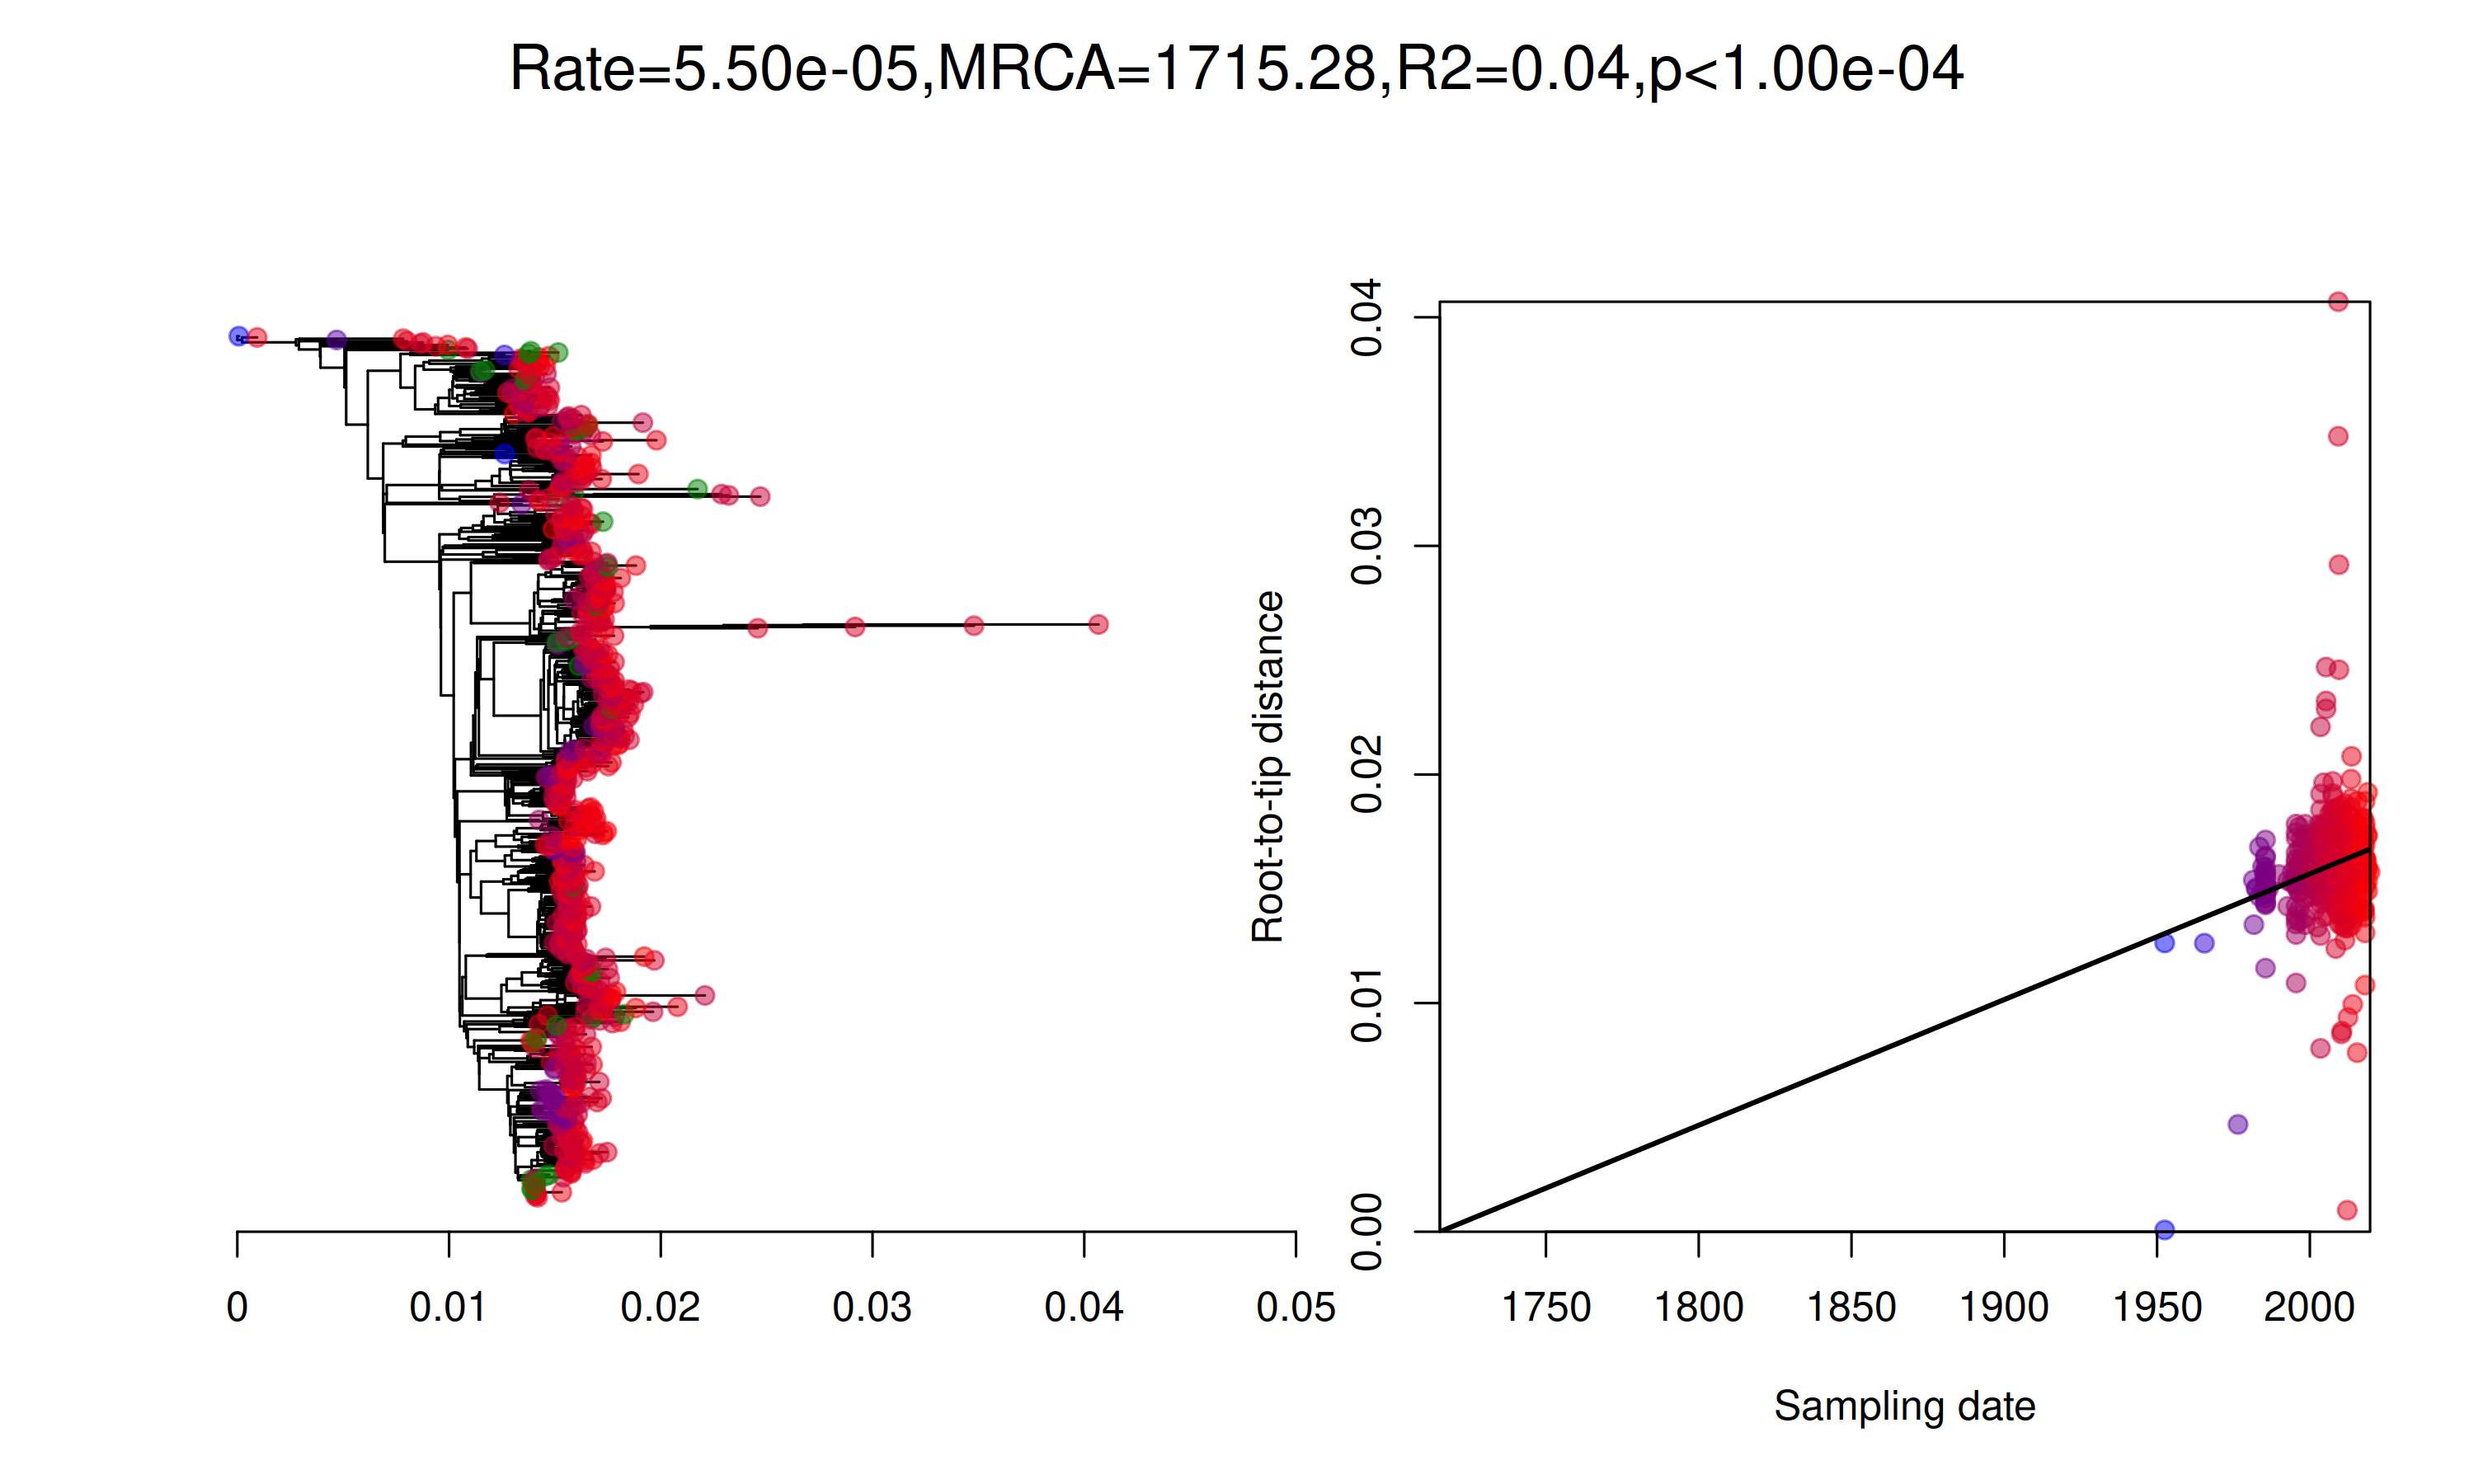 Rate=5.50e-05,MRCA=1715.28,R2=0.04,p<1.00e-04
0 0.01 0.02 0.03 0.04 0.05
Root-to-tip distance
0.00 0.01 0.02 0.03 0.04
1750 1800 1850 1900 1950 2000
Sampling date